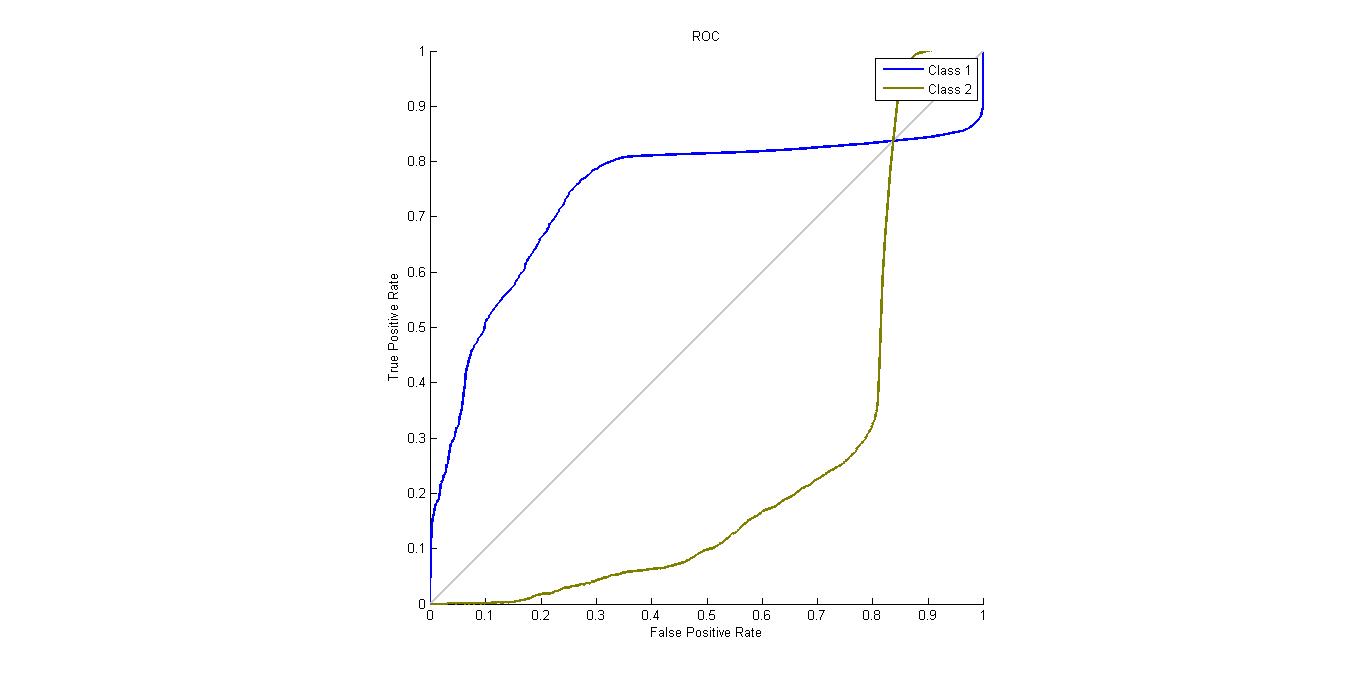 ROC
1
Class 1
Class 2
0.9
0.8
0.7
0.6
0.5
0.4
0.3
0.2
0.1
0
True Positive Rate
0 0.1 0.2 0.3 0.4 0.5 0.6 0.7 0.8 0.9 1
False Positive Rate